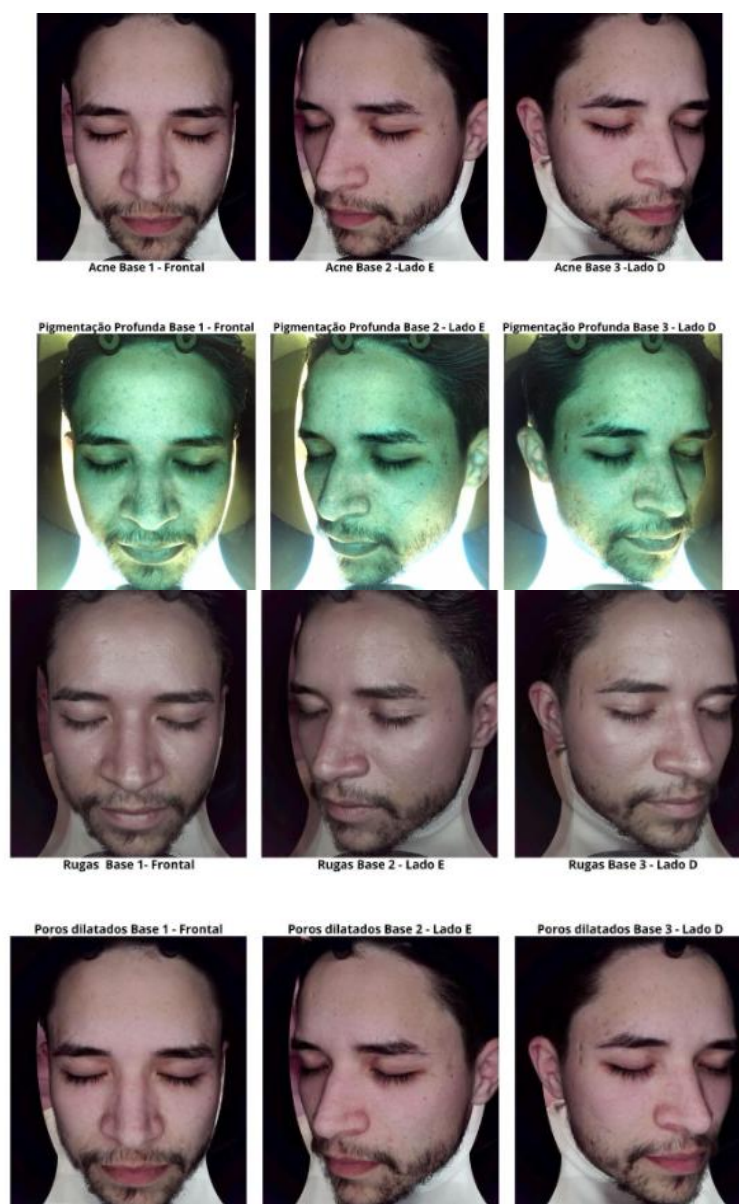 Acne Base 1 - Frontal
Acne Base 2 -Lado E
Acne Base 3 -Lado D
Pigmentação Profunda Base 1 - Frontal
Pigmentação Profunda Base 2 - Lado E
Pigmentação Profunda Base 3 - Lado D
Rugas Base 1- Frontal
Rugas Base 2 - Lado E
Rugas Base 3 - Lado D
Poros dilatados Base 1 - Frontal
Poros dilatados Base 2 - Lado E
Poros dilatados Base 3 - Lado D